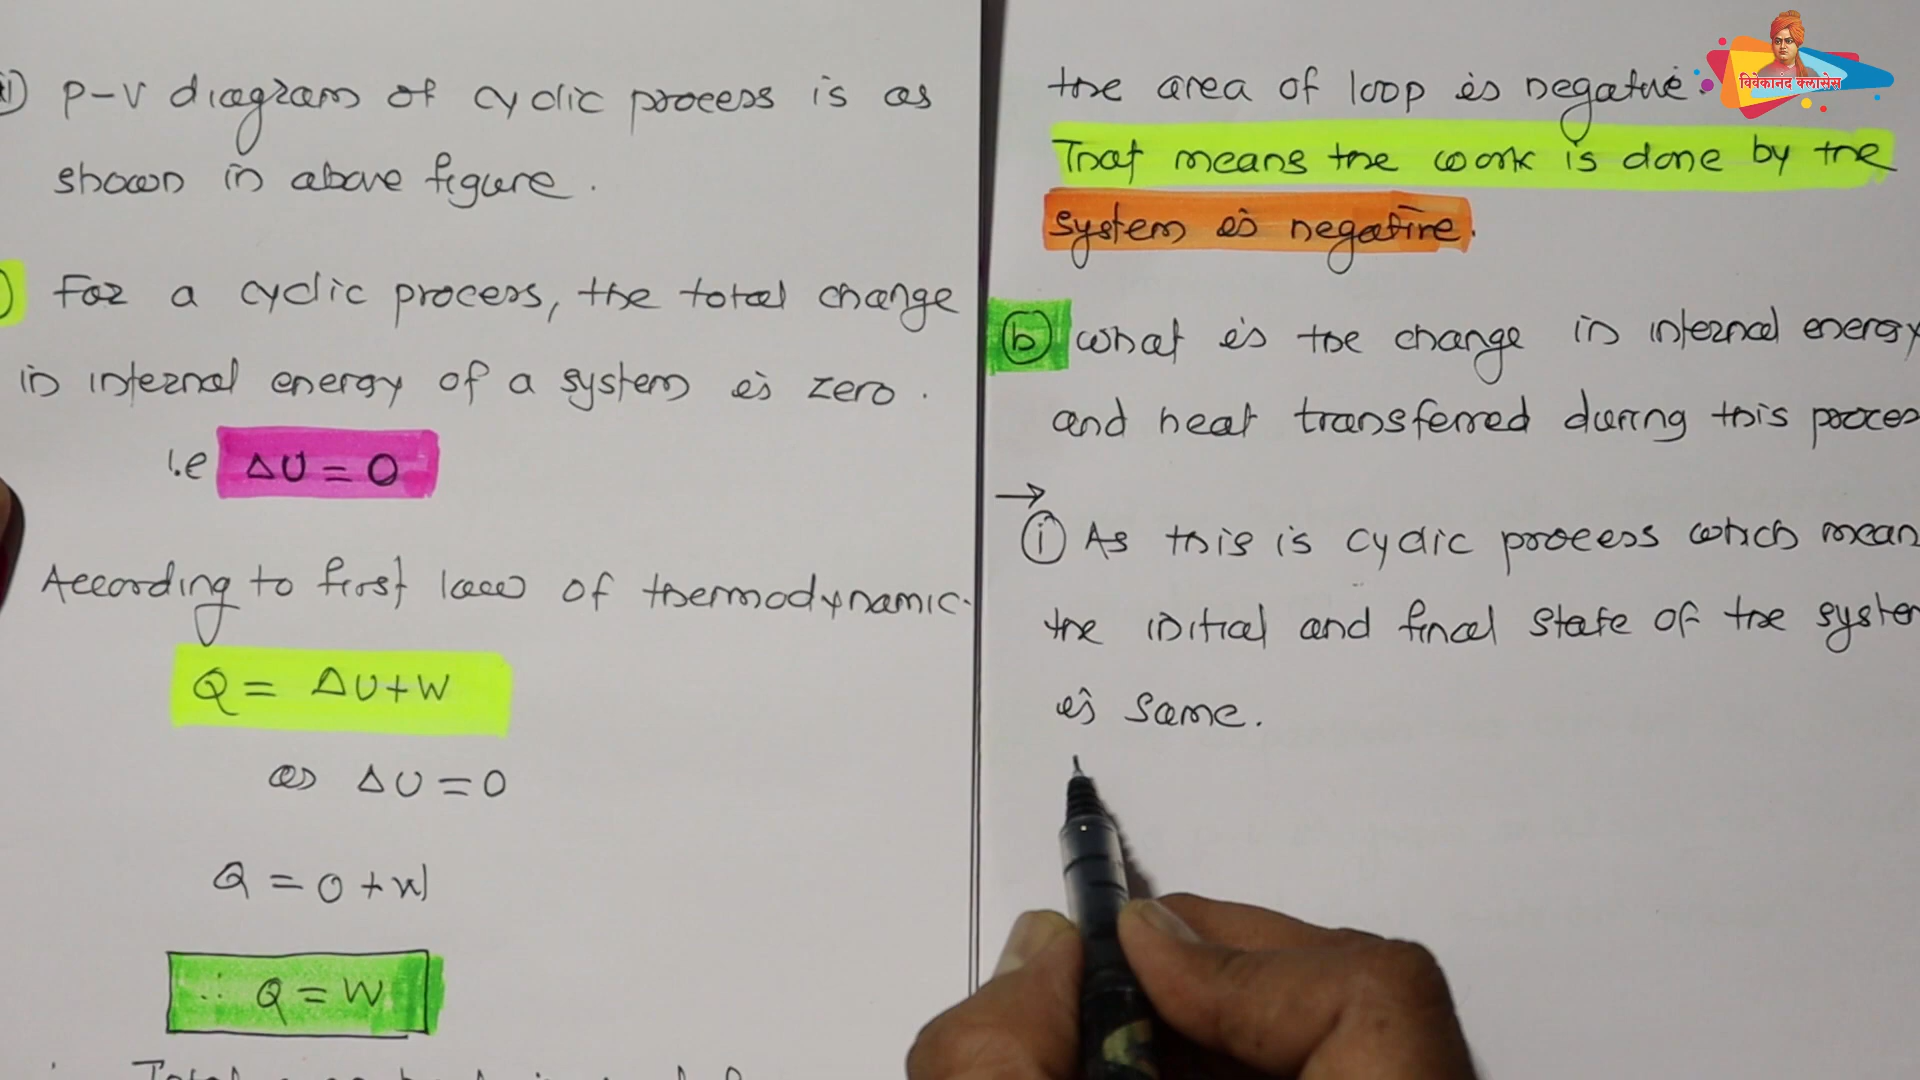 ii) P-V diagram of cyclic process is as
shown in above figure.
) For a cyclic process, the total change
in internal energy of a system is zero.
i.e ΔU = 0
According to first law of thermodynamic.
Q = ΔU + W
as ΔU = 0
Q = 0 + W
∴ Q = W
the area of loop is negative.
That means the work is done by the
system is negative.
(b) What is the change in internal energy
and heat transferred during this proces
→
(i) As this is cyclic process which mean
the initial and final state of the system
is same.
विवेकानंद क्लासेस